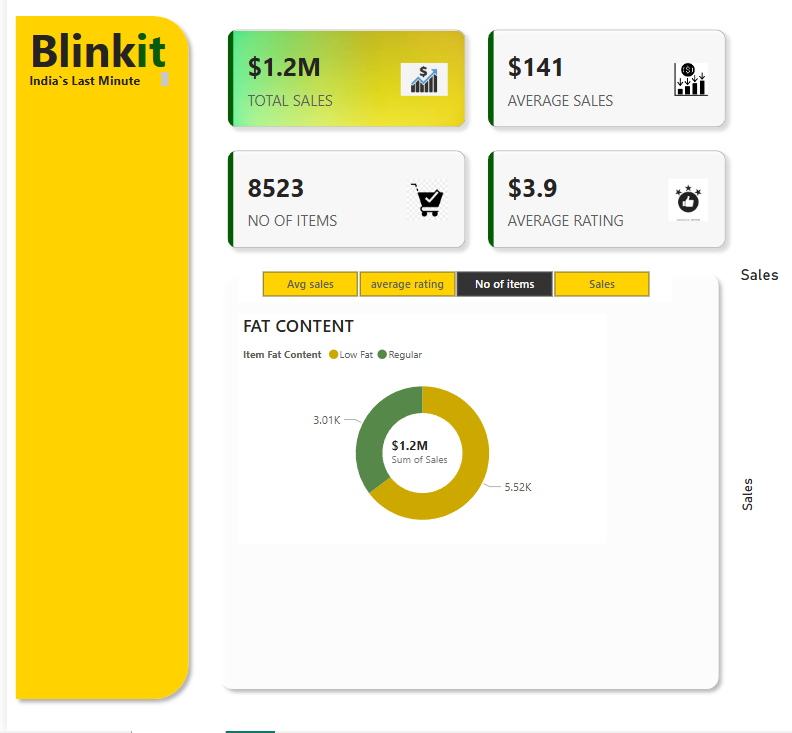 Blinkit
India`s Last Minute
$1.2M
TOTAL SALES
$141
AVERAGE SALES
8523
NO OF ITEMS
$3.9
AVERAGE RATING
Avg sales
average rating
No of items
Sales
Sales
FAT CONTENT
Item Fat Content
Low Fat
Regular
3.01K
$1.2M
Sum of Sales
5.52K
Sales